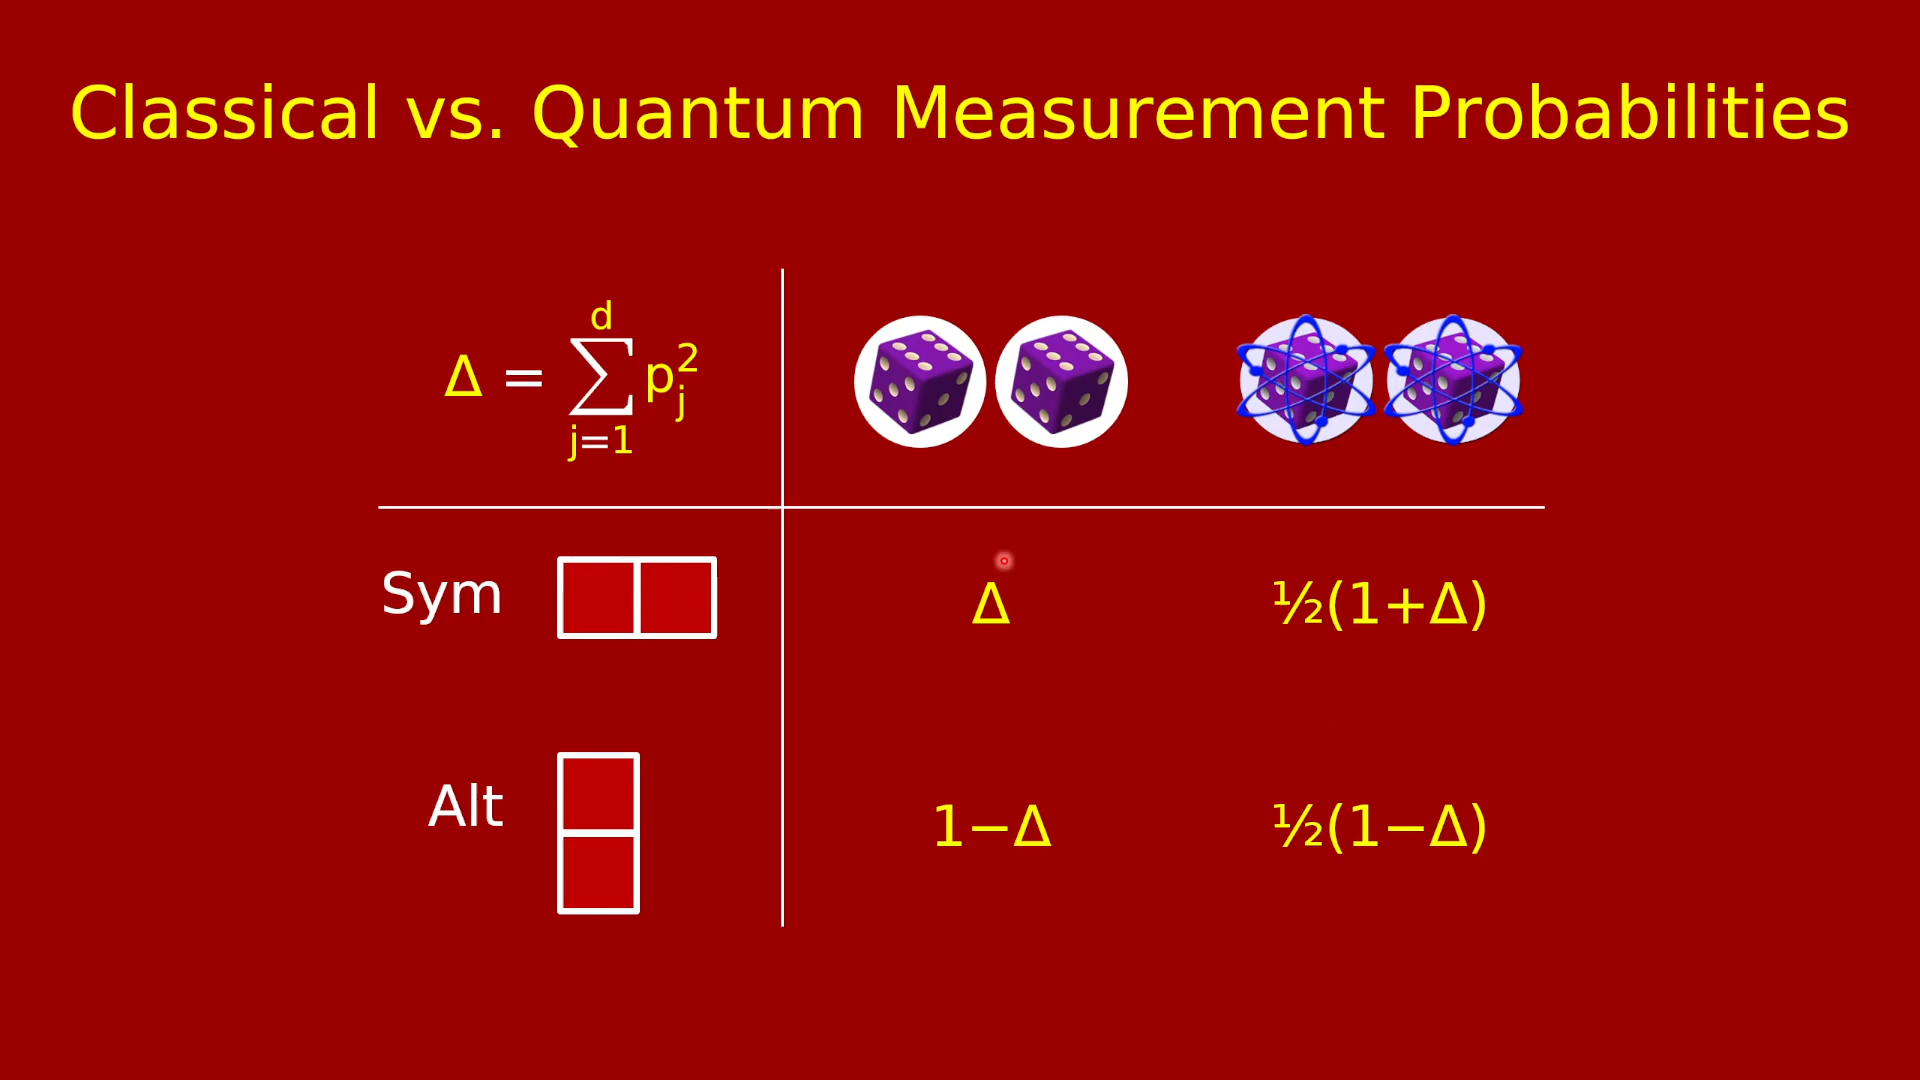 Classical vs. Quantum Measurement Probabilities
Δ = ∑_{j=1}^{d} p_j^2
Sym Δ ½(1+Δ)
Alt 1−Δ ½(1−Δ)